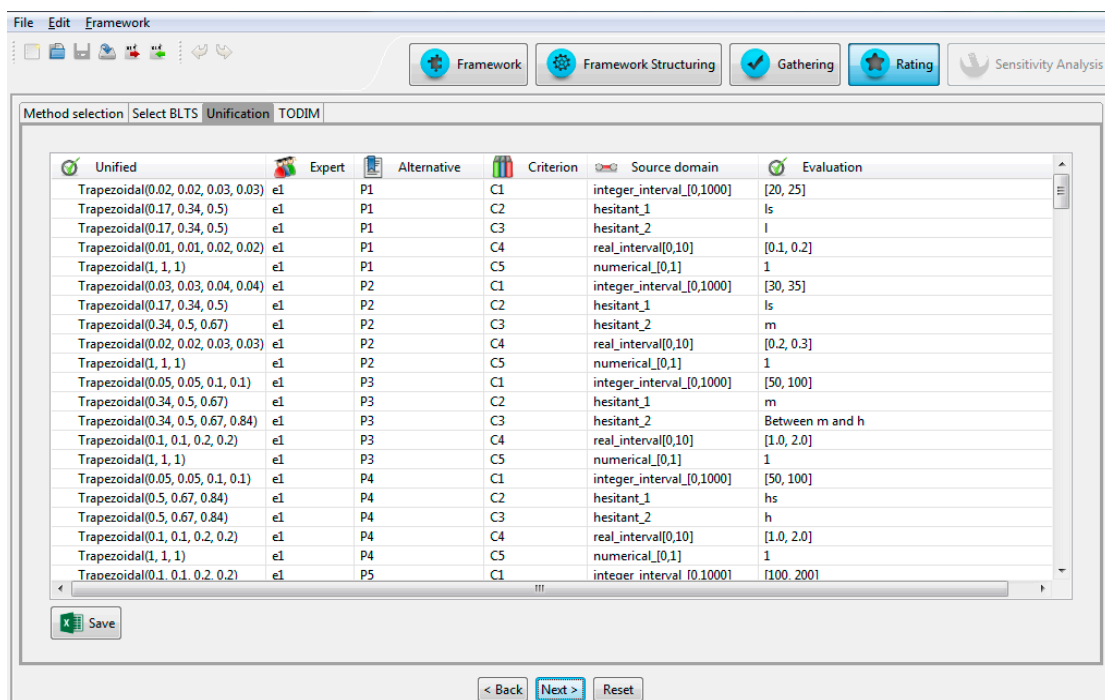 File Edit Framework
Framework Framework Structuring Gathering Rating Sensitivity Analysis
Method selection Select BLTS Unification TODIM
Unified Expert Alternative Criterion Source domain Evaluation
Trapezoidal(0.02, 0.02, 0.03, 0.03) e1 P1 C1 integer_interval_[0,1000] [20, 25]
Trapezoidal(0.17, 0.34, 0.5) e1 P1 C2 hesitant_1 ls
Trapezoidal(0.17, 0.34, 0.5) e1 P1 C3 hesitant_2 l
Trapezoidal(0.01, 0.01, 0.02, 0.02) e1 P1 C4 real_interval[0,10] [0.1, 0.2]
Trapezoidal(1, 1, 1) e1 P1 C5 numerical_[0,1] 1
Trapezoidal(0.03, 0.03, 0.04, 0.04) e1 P2 C1 integer_interval_[0,1000] [30, 35]
Trapezoidal(0.17, 0.34, 0.5) e1 P2 C2 hesitant_1 ls
Trapezoidal(0.34, 0.5, 0.67) e1 P2 C3 hesitant_2 m
Trapezoidal(0.02, 0.02, 0.03, 0.03) e1 P2 C4 real_interval[0,10] [0.2, 0.3]
Trapezoidal(1, 1, 1) e1 P2 C5 numerical_[0,1] 1
Trapezoidal(0.05, 0.05, 0.1, 0.1) e1 P3 C1 integer_interval_[0,1000] [50, 100]
Trapezoidal(0.34, 0.5, 0.67) e1 P3 C2 hesitant_1 m
Trapezoidal(0.34, 0.5, 0.67, 0.84) e1 P3 C3 hesitant_2 Between m and h
Trapezoidal(0.1, 0.1, 0.2, 0.2) e1 P3 C4 real_interval[0,10] [1.0, 2.0]
Trapezoidal(1, 1, 1) e1 P3 C5 numerical_[0,1] 1
Trapezoidal(0.05, 0.05, 0.1, 0.1) e1 P4 C1 integer_interval_[0,1000] [50, 100]
Trapezoidal(0.5, 0.67, 0.84) e1 P4 C2 hesitant_1 hs
Trapezoidal(0.5, 0.67, 0.84) e1 P4 C3 hesitant_2 h
Trapezoidal(0.1, 0.1, 0.2, 0.2) e1 P4 C4 real_interval[0,10] [1.0, 2.0]
Trapezoidal(1, 1, 1) e1 P4 C5 numerical_[0,1] 1
Trapezoidal(0.1, 0.1, 0.2, 0.2) e1 P5 C1 integer_interval_[0,1000] [100, 200]
Save
< Back Next > Reset